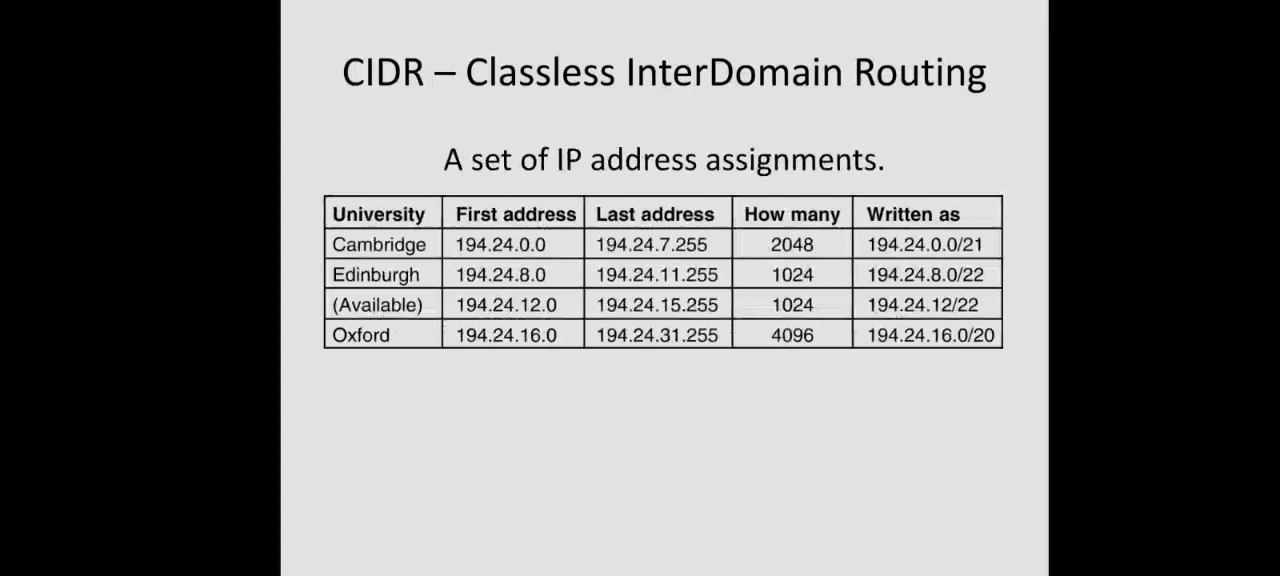 CIDR – Classless InterDomain Routing
A set of IP address assignments.
University First address Last address How many Written as
Cambridge 194.24.0.0 194.24.7.255 2048 194.24.0.0/21
Edinburgh 194.24.8.0 194.24.11.255 1024 194.24.8.0/22
(Available) 194.24.12.0 194.24.15.255 1024 194.24.12/22
Oxford 194.24.16.0 194.24.31.255 4096 194.24.16.0/20